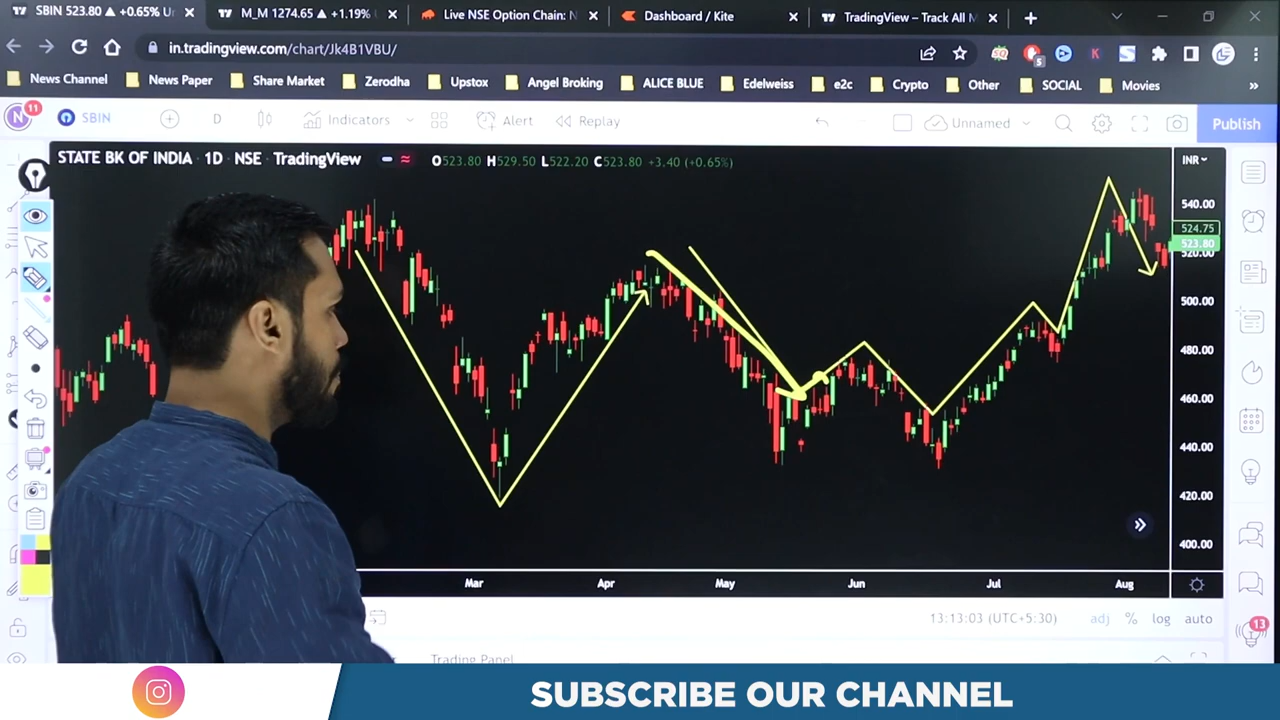 SBIN 523.80 ▲ +0.65%
M_M 1274.65 ▲ +1.19%
Live NSE Option Chain:
Dashboard / Kite
TradingView – Track All M
in.tradingview.com/chart/Jk4B1VBU/
5
K
News Channel
News Paper
Share Market
Zerodha
Upstox
Angel Broking
ALICE BLUE
Edelweiss
e2c
Crypto
Other
SOCIAL
Movies
»
N
11
SBIN
D
Indicators
Alert
Replay
Unnamed
Publish
STATE BK OF INDIA · 1D · NSE · TradingView
O523.80 H529.50 L522.20 C523.80 +3.40 (+0.65%)
INR
540.00
524.75
523.80
520.00
500.00
480.00
460.00
440.00
420.00
400.00
Mar
Apr
May
Jun
Jul
Aug
13:13:03 (UTC+5:30)
adj
%
log
auto
13
Trading Panel
SUBSCRIBE OUR CHANNEL